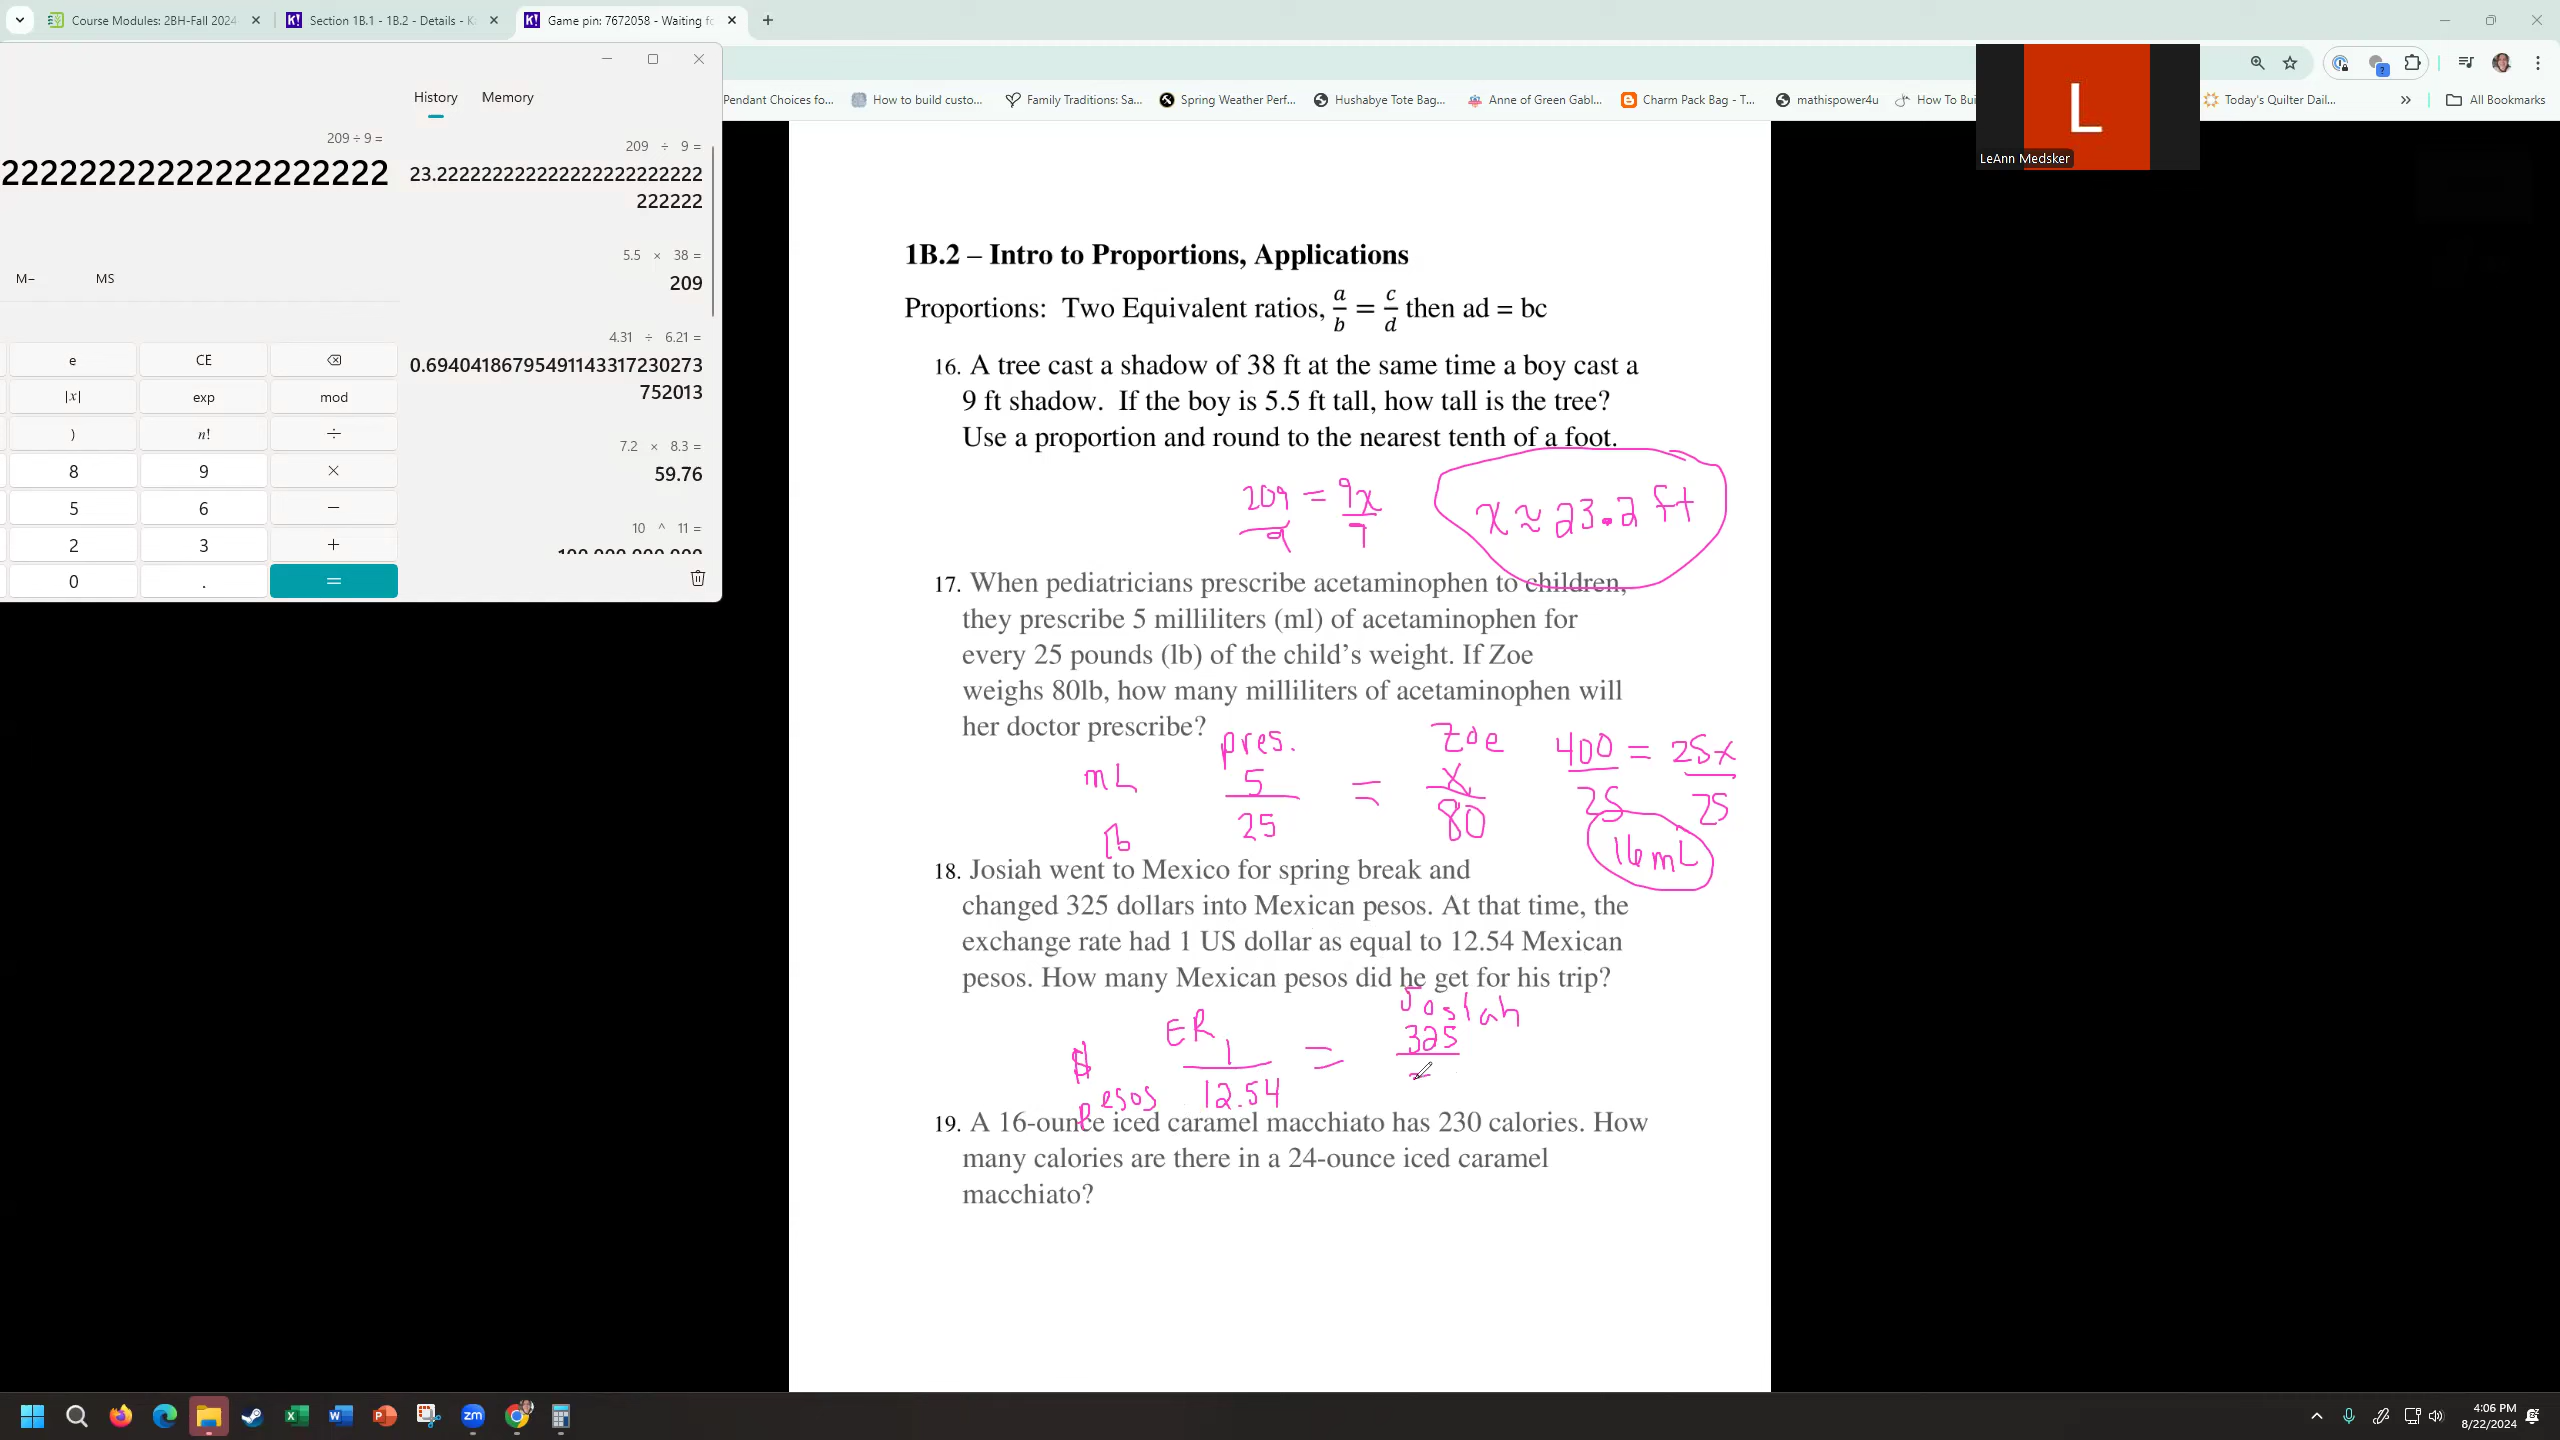 Course Modules: 2BH-Fall 2024
Section 1B.1 - 1B.2 - Details - K
Game pin: 7672058 - Waiting fo
Pendant Choices fo...
How to build custo...
Family Traditions: Sa...
Spring Weather Perf...
Hushabye Tote Bag...
Anne of Green Gabl...
Charm Pack Bag - T...
mathispower4u
How To Bui
Today's Quilter Dail...
All Bookmarks
L
LeAnn Medsker
History
Memory
209 ÷ 9 =
22222222222222222222
M-
MS
e
CE
|x|
exp
mod
)
n!
÷
8
9
×
5
6
−
2
3
+
0
.
=
209 ÷ 9 =
23.2222222222222222222222222
222222
5.5 × 38 =
209
4.31 ÷ 6.21 =
0.69404186795491143317230273
752013
7.2 × 8.3 =
59.76
10 ^ 11 =
1B.2 – Intro to Proportions, Applications
Proportions: Two Equivalent ratios, a/b = c/d then ad = bc
16. A tree cast a shadow of 38 ft at the same time a boy cast a
9 ft shadow. If the boy is 5.5 ft tall, how tall is the tree?
Use a proportion and round to the nearest tenth of a foot.
209 = 9x
x ≈ 23.2 ft
17. When pediatricians prescribe acetaminophen to children,
they prescribe 5 milliliters (ml) of acetaminophen for
every 25 pounds (lb) of the child's weight. If Zoe
weighs 80lb, how many milliliters of acetaminophen will
her doctor prescribe?
pres. Zoe
mL 5 = x 400 = 25x
lb 25 80 25 25
16 mL
18. Josiah went to Mexico for spring break and
changed 325 dollars into Mexican pesos. At that time, the
exchange rate had 1 US dollar as equal to 12.54 Mexican
pesos. How many Mexican pesos did he get for his trip?
ER Josiah
$ 1 = 325
pesos 12.54
19. A 16-ounce iced caramel macchiato has 230 calories. How
many calories are there in a 24-ounce iced caramel
macchiato?
zm
4:06 PM
8/22/2024